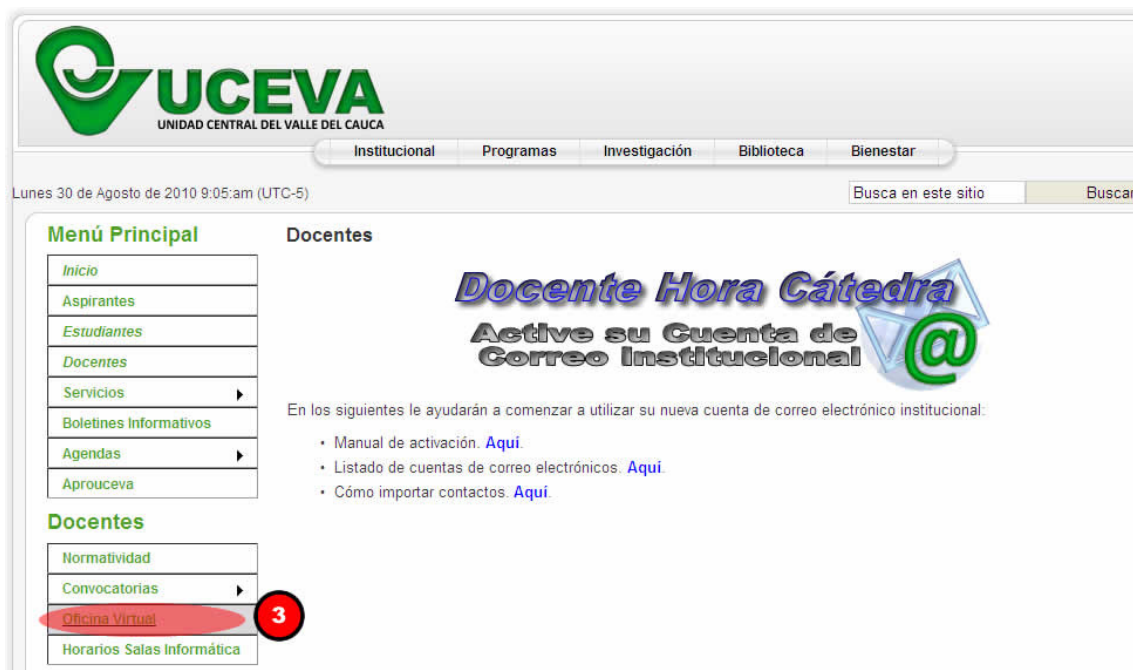 UCEVA
UNIDAD CENTRAL DEL VALLE DEL CAUCA
Institucional Programas Investigación Biblioteca Bienestar
Lunes 30 de Agosto de 2010 9:05:am (UTC-5)
Busca en este sitio Buscar
Menú Principal
Inicio
Aspirantes
Estudiantes
Docentes
Servicios
Boletines Informativos
Agendas
Aprouceva
Docentes
Normatividad
Convocatorias
Oficina Virtual
3
Horarios Salas Informática
Docentes
Docente Hora Cátedra
Active su Cuenta de
Correo Institucional
@
En los siguientes le ayudarán a comenzar a utilizar su nueva cuenta de correo electrónico institucional:
• Manual de activación. Aquí.
• Listado de cuentas de correo electrónicos. Aquí.
• Cómo importar contactos. Aquí.